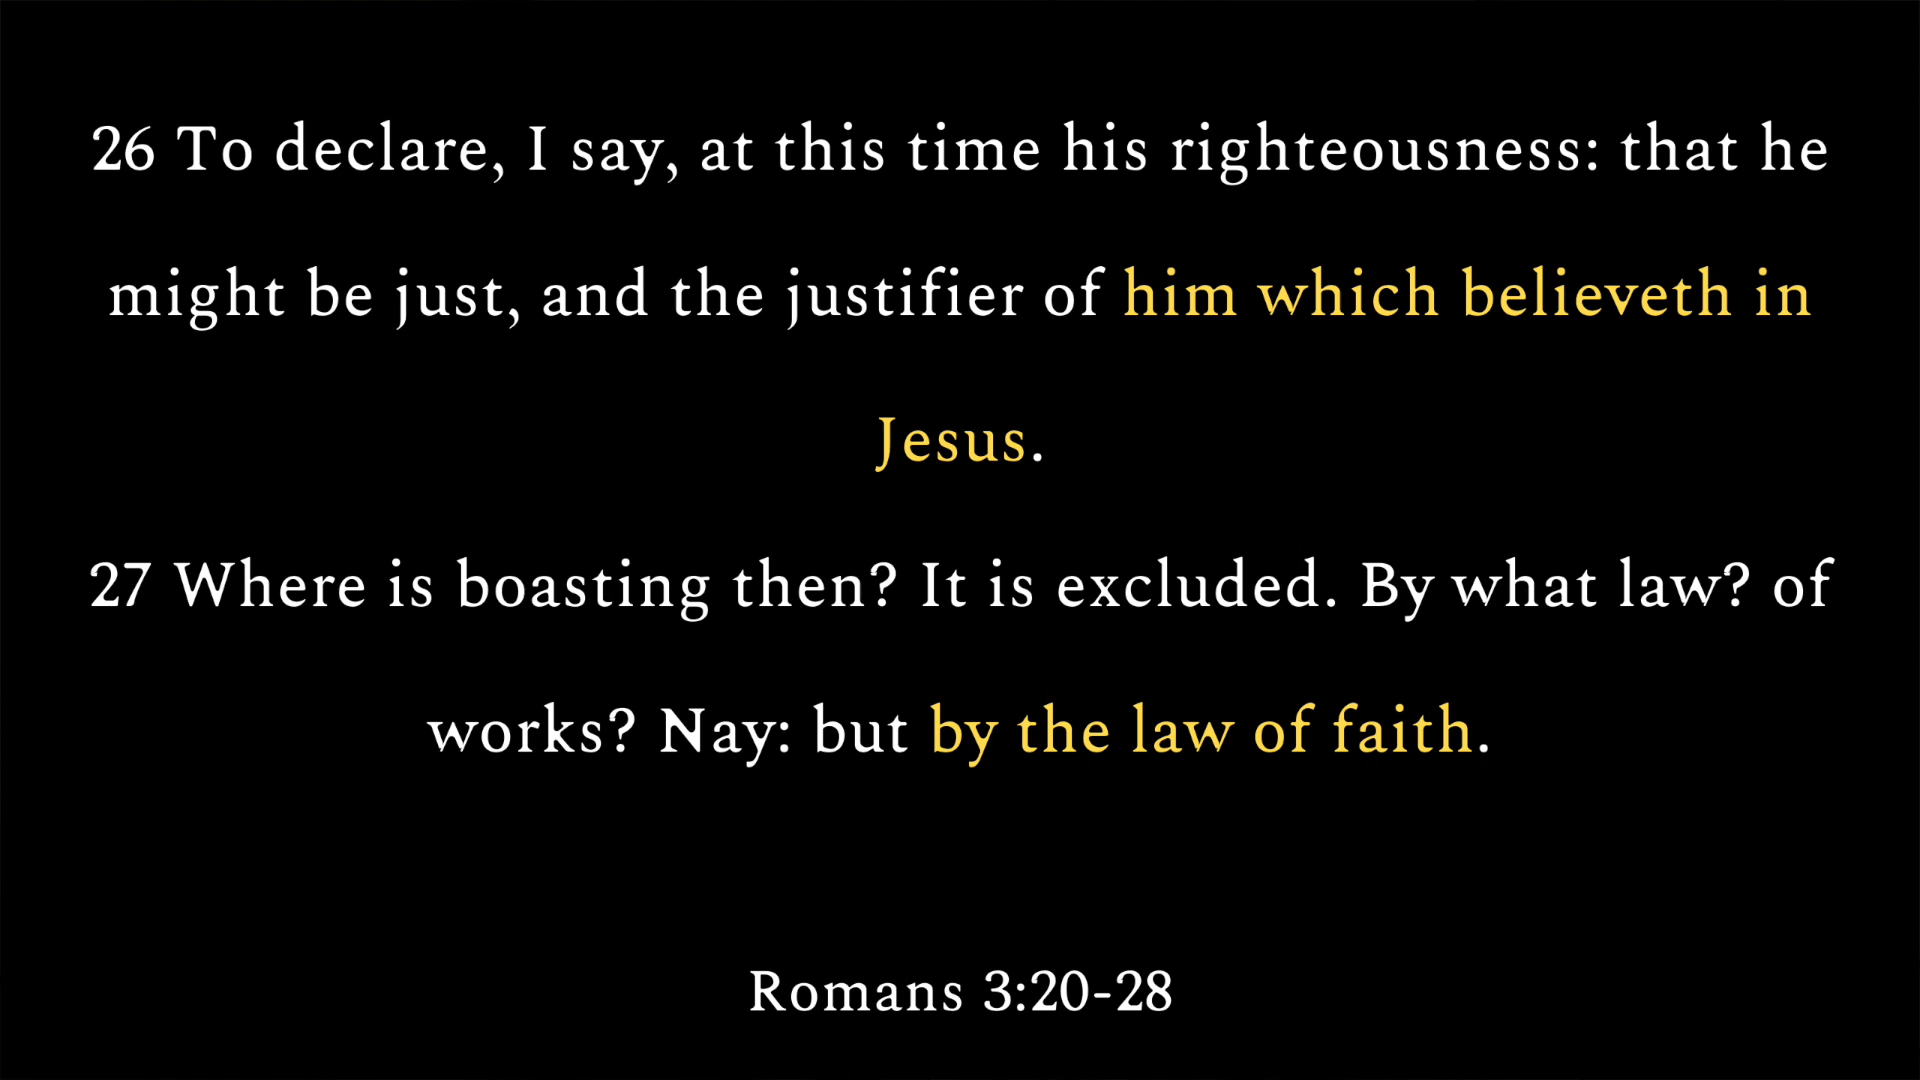 26 To declare, I say, at this time his righteousness: that he
might be just, and the justifier of him which believeth in
Jesus.
27 Where is boasting then? It is excluded. By what law? of
works? Nay: but by the law of faith.
Romans 3:20-28